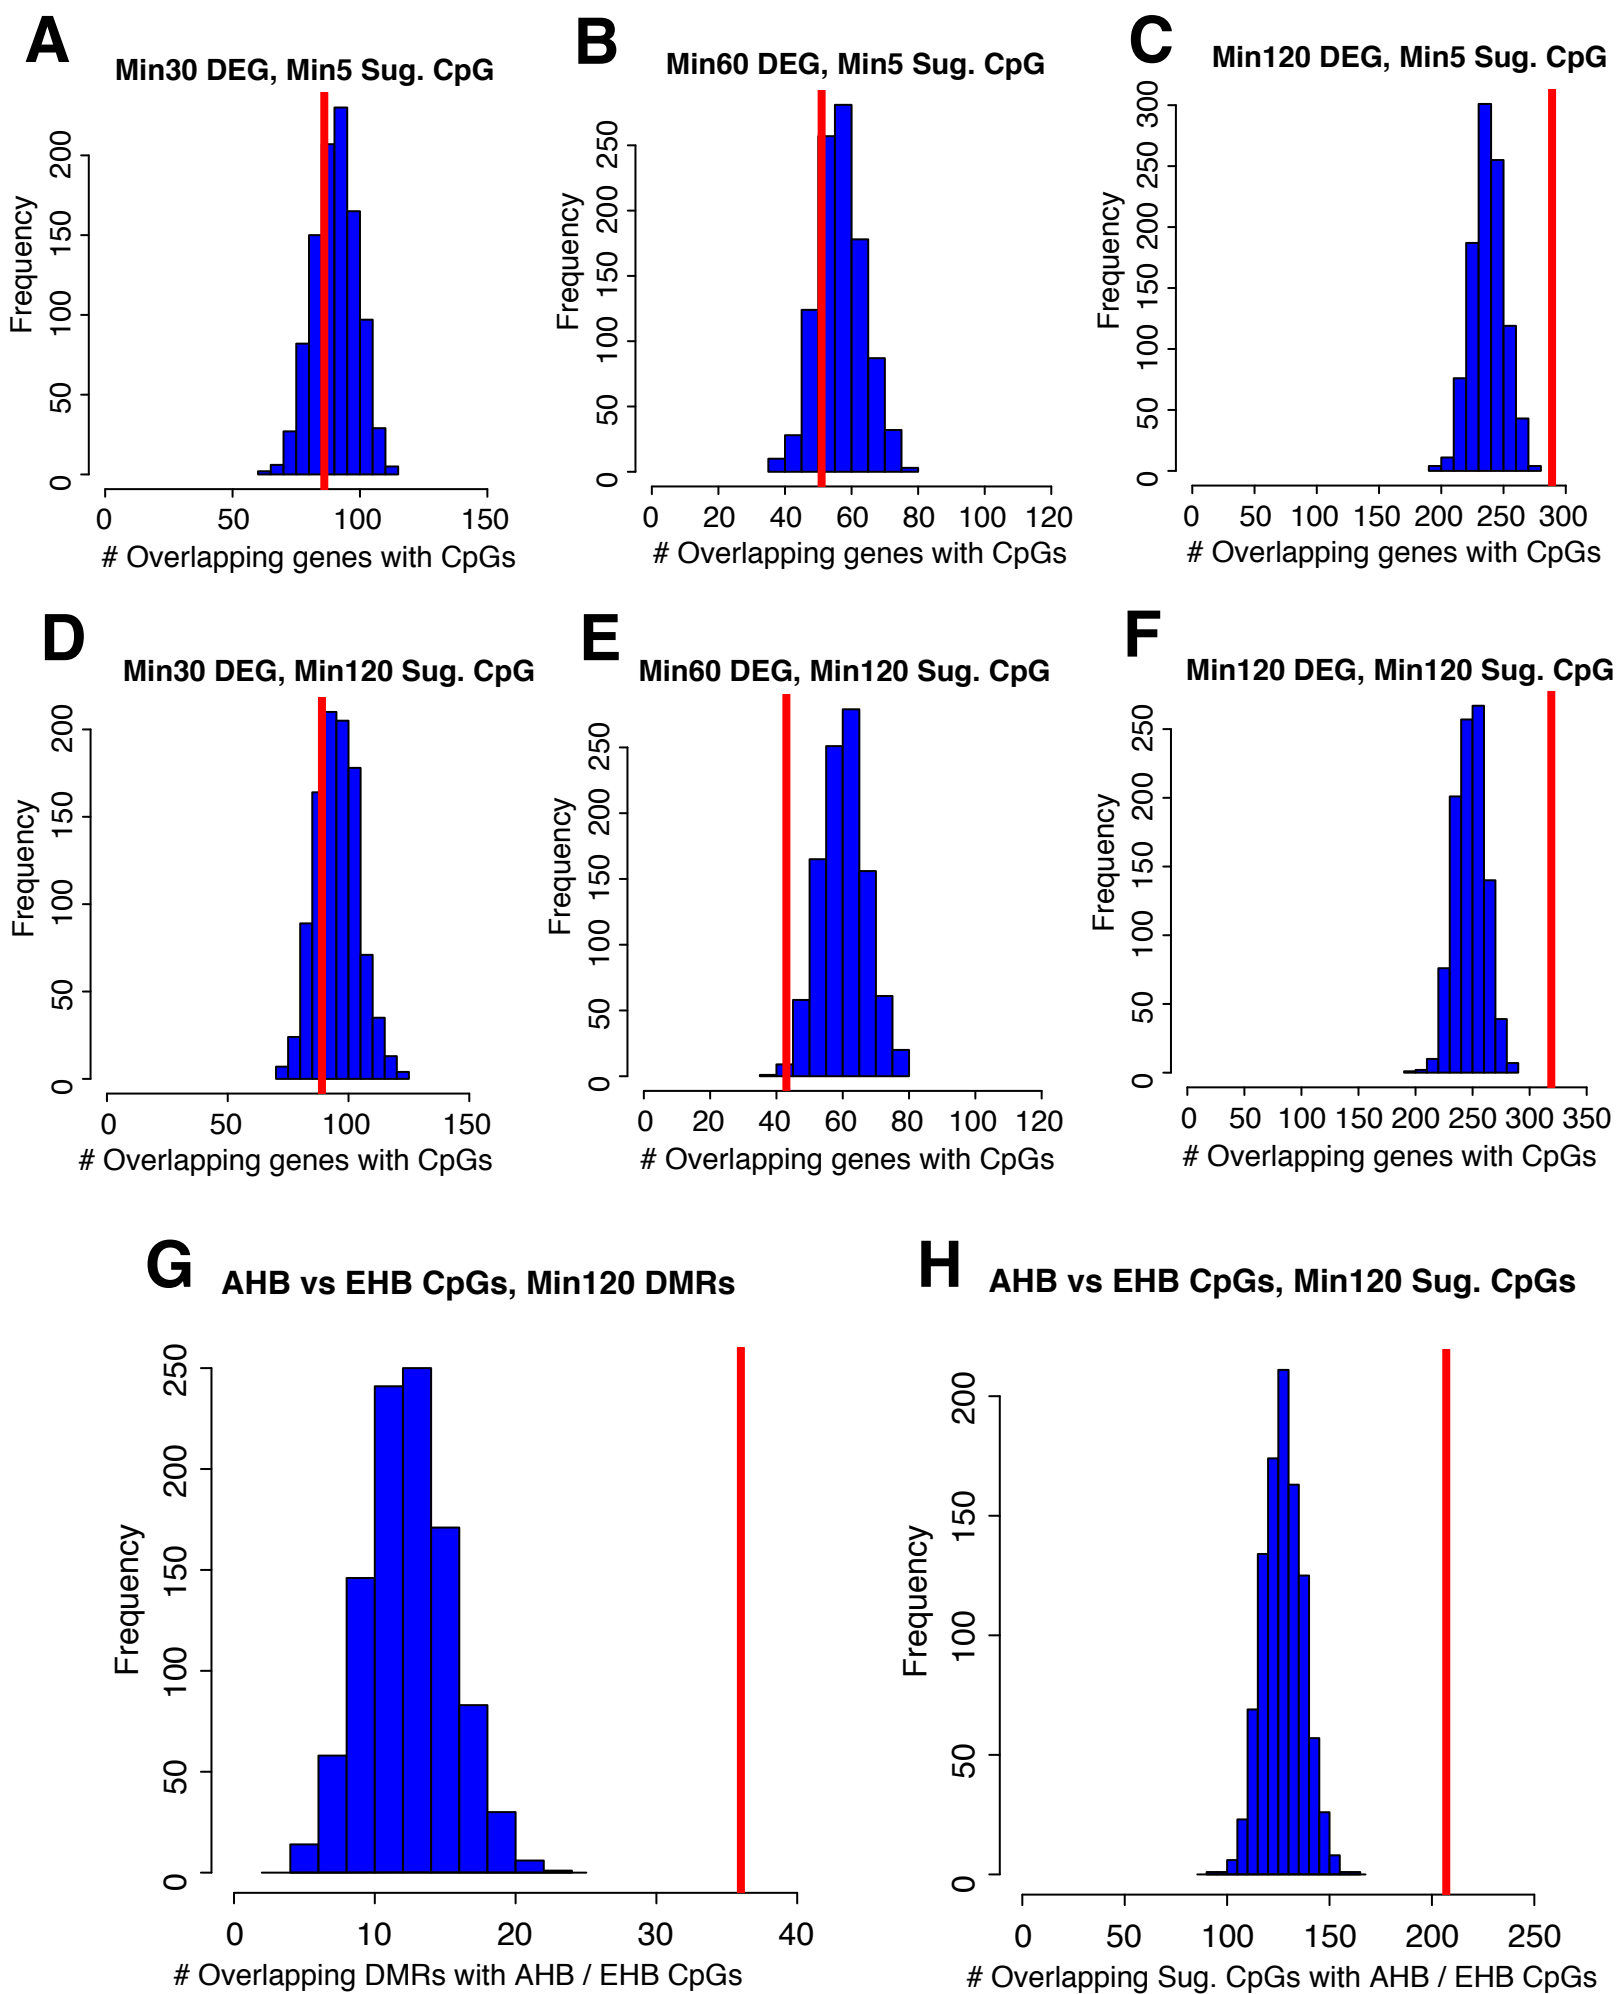 A
Min30 DEG, Min5 Sug. CpG
Frequency
0 50 100 150 200
0 50 100 150
# Overlapping genes with CpGs
B
Min60 DEG, Min5 Sug. CpG
Frequency
0 50 100 150 200 250
0 20 40 60 80 100 120
# Overlapping genes with CpGs
C
Min120 DEG, Min5 Sug. CpG
Frequency
0 50 100 150 200 250 300
0 50 100 150 200 250 300
# Overlapping genes with CpGs
D
Min30 DEG, Min120 Sug. CpG
Frequency
0 50 100 150 200
0 50 100 150
# Overlapping genes with CpGs
E
Min60 DEG, Min120 Sug. CpG
Frequency
0 50 100 150 200 250
0 20 40 60 80 100 120
# Overlapping genes with CpGs
F
Min120 DEG, Min120 Sug. CpG
Frequency
0 50 100 150 200 250
0 50 100 150 200 250 300 350
# Overlapping genes with CpGs
G
AHB vs EHB CpGs, Min120 DMRs
Frequency
0 50 100 150 200 250
0 10 20 30 40
# Overlapping DMRs with AHB / EHB CpGs
H
AHB vs EHB CpGs, Min120 Sug. CpGs
Frequency
0 50 100 150 200
0 50 100 150 200 250
# Overlapping Sug. CpGs with AHB / EHB CpGs